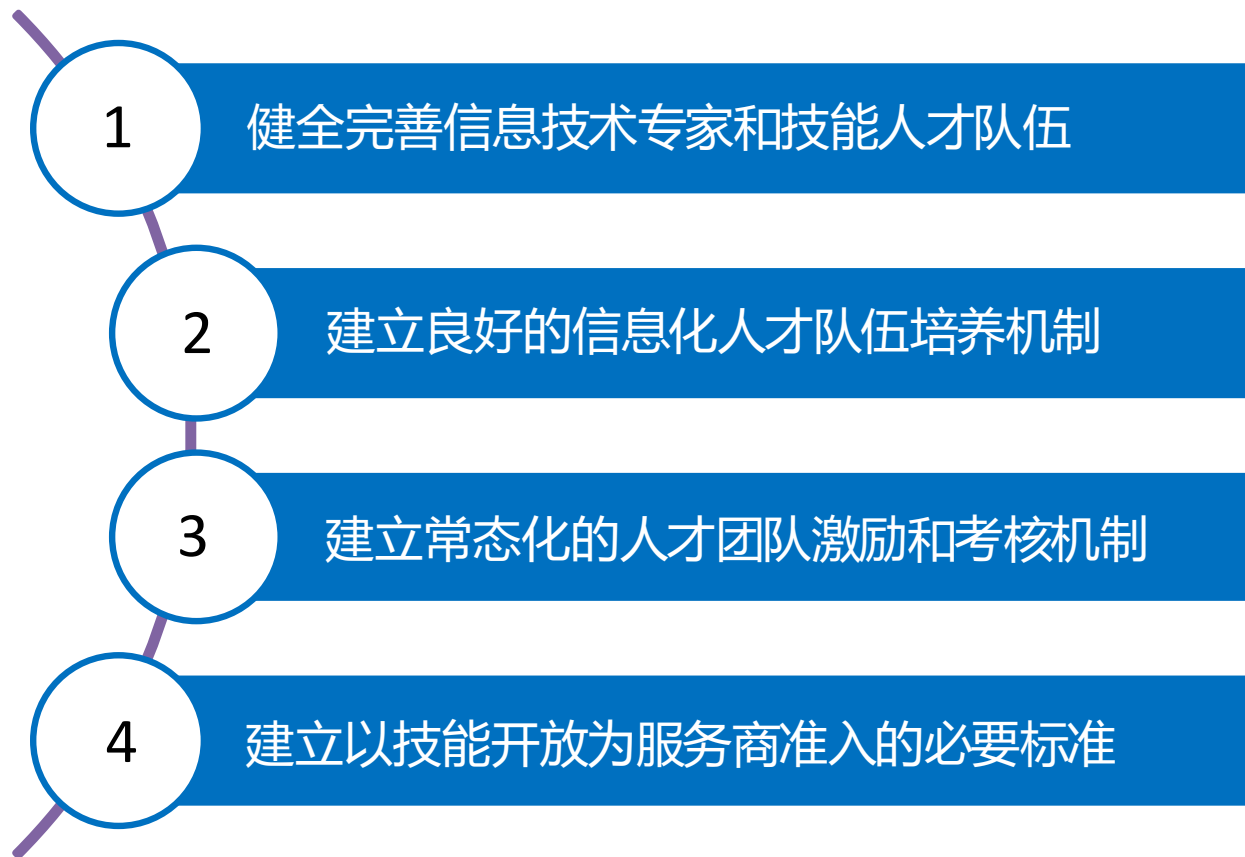 1 健全完善信息技术专家和技能人才队伍
2 建立良好的信息化人才队伍培养机制
3 建立常态化的人才团队激励和考核机制
4 建立以技能开放为服务商准入的必要标准